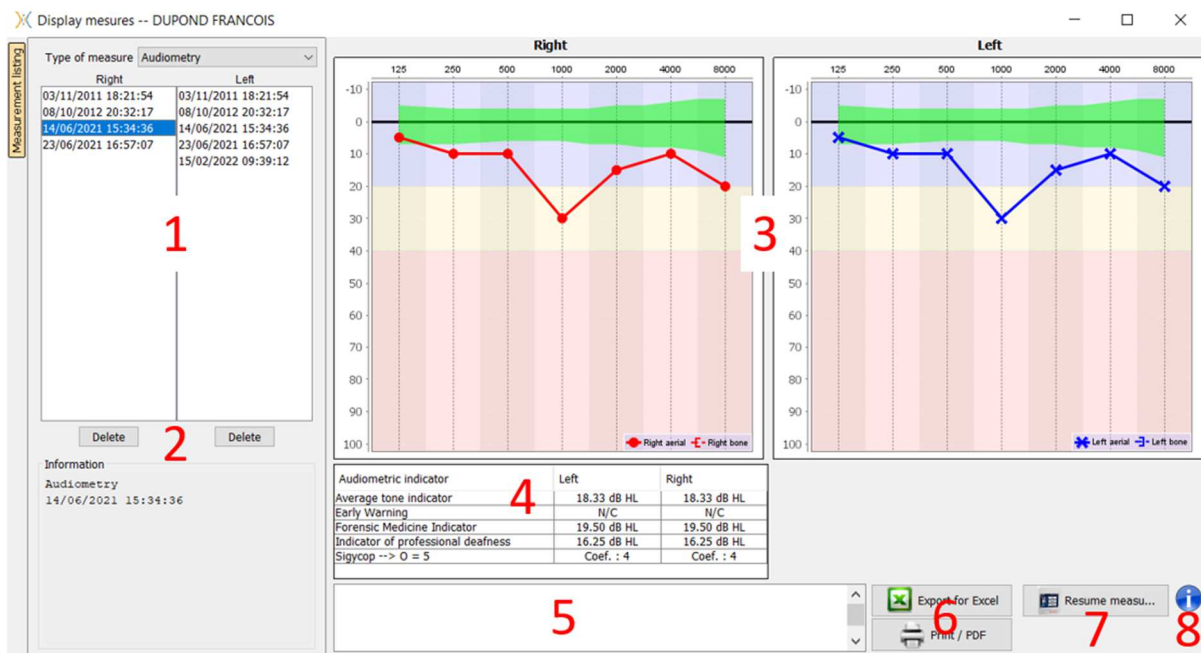 Display mesures -- DUPOND FRANCOIS
Measurement listing
Type of measure Audiometry
Right Left
03/11/2011 18:21:54 03/11/2011 18:21:54
08/10/2012 20:32:17 08/10/2012 20:32:17
14/06/2021 15:34:36 14/06/2021 15:34:36
23/06/2021 16:57:07 23/06/2021 16:57:07
15/02/2022 09:39:12
1
Delete Delete
2
Information
Audiometry
14/06/2021 15:34:36
Right
125 250 500 1000 2000 4000 8000
-10
0
10
20
30
40
50
60
70
80
90
100
Right aerial Right bone
3
Left
125 250 500 1000 2000 4000 8000
-10
0
10
20
30
40
50
60
70
80
90
100
Left aerial Left bone
Audiometric indicator Left Right
Average tone indicator 18.33 dB HL 18.33 dB HL
Early Warning N/C N/C
Forensic Medicine Indicator 19.50 dB HL 19.50 dB HL
Indicator of professional deafness 16.25 dB HL 16.25 dB HL
Sigycop --> O = 5 Coef. : 4 Coef. : 4
4
5
Export for Excel
Print / PDF
6
Resume measu...
7
8